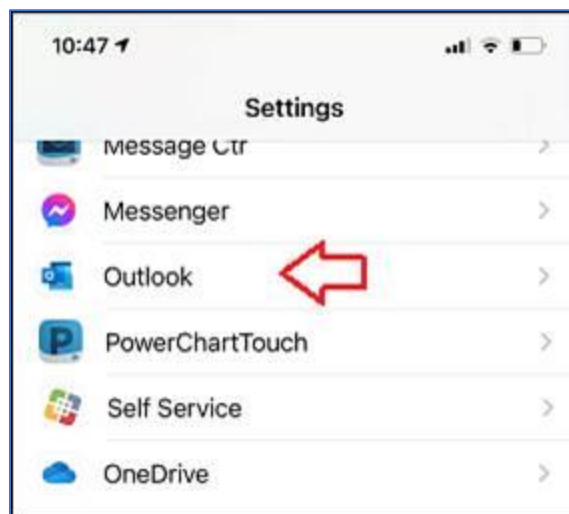 10:47
Settings
Message Ctr
Messenger
Outlook
PowerChartTouch
Self Service
OneDrive